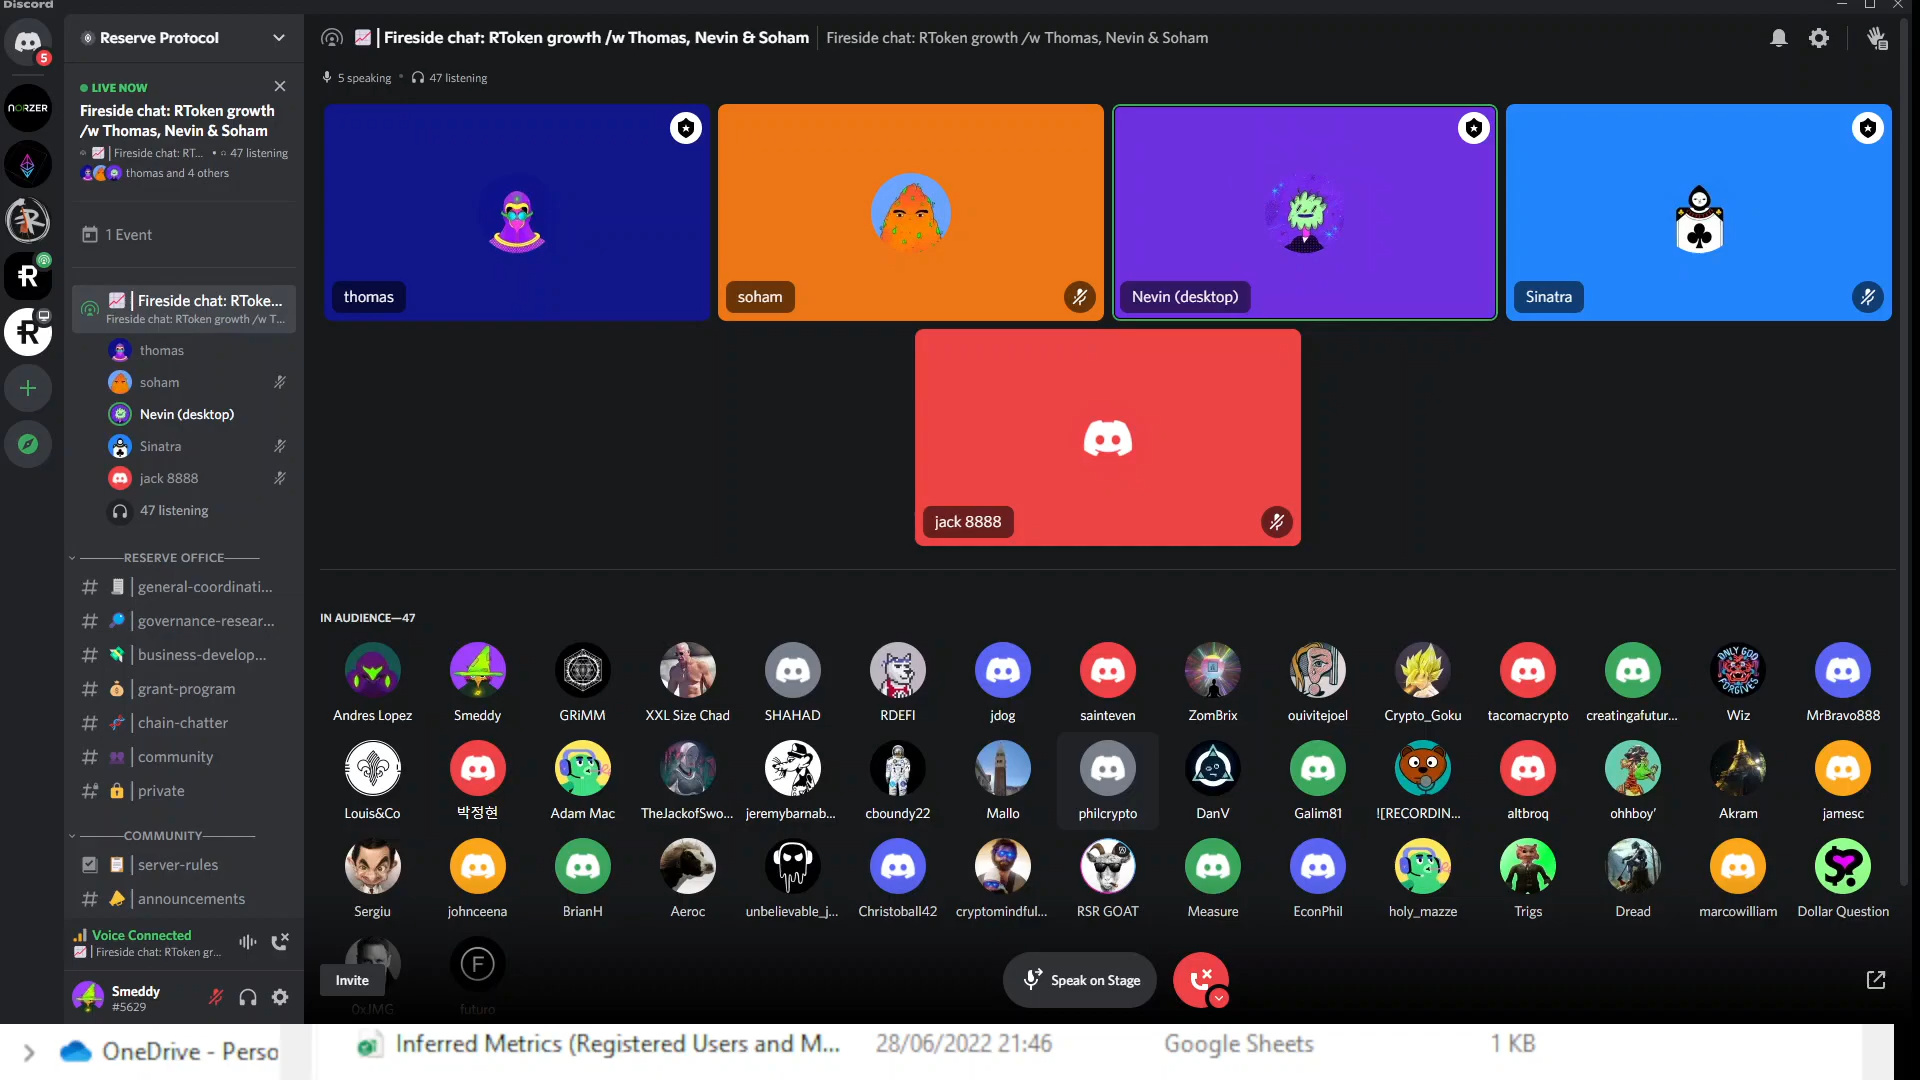 Discord
5
Reserve Protocol
NORZER
LIVE NOW
Fireside chat: RToken growth
/w Thomas, Nevin & Soham
| Fireside chat: RT... • 47 listening
thomas and 4 others
1 Event
| Fireside chat: RToke...
Fireside chat: RToken growth /w T...
thomas
soham
Nevin (desktop)
Sinatra
jack 8888
47 listening
RESERVE OFFICE
# | general-coordinati...
# | governance-resear...
# | business-develop...
# | grant-program
# | chain-chatter
# | community
# | private
COMMUNITY
| server-rules
# | announcements
Voice Connected
| Fireside chat: RToken gr...
Smeddy
#5629
| Fireside chat: RToken growth /w Thomas, Nevin & Soham
Fireside chat: RToken growth /w Thomas, Nevin & Soham
5 speaking • 47 listening
thomas
soham
Nevin (desktop)
Sinatra
jack 8888
IN AUDIENCE—47
ONLY GOD FORGIVES
Andres Lopez Smeddy GRiMM XXL Size Chad SHAHAD RDEFI jdog sainteven ZomBrix ouivitejoel Crypto_Goku tacomacrypto creatingafutur... Wiz MrBravo888
Louis&Co 박정현 Adam Mac TheJackofSwo... jeremybarnab... cboundy22 Mallo philcrypto DanV Galim81 ![RECORDIN... altbroq ohhboy' Akram jamesc
Sergiu johnceena BrianH Aeroc unbelievable_j... Christoball42 cryptomindful... RSR GOAT Measure EconPhil holy_mazze Trigs Dread marcowilliam Dollar Question
F
0xJMG futuro
Invite
Speak on Stage
OneDrive - Perso
Inferred Metrics (Registered Users and M... 28/06/2022 21:46 Google Sheets 1 KB